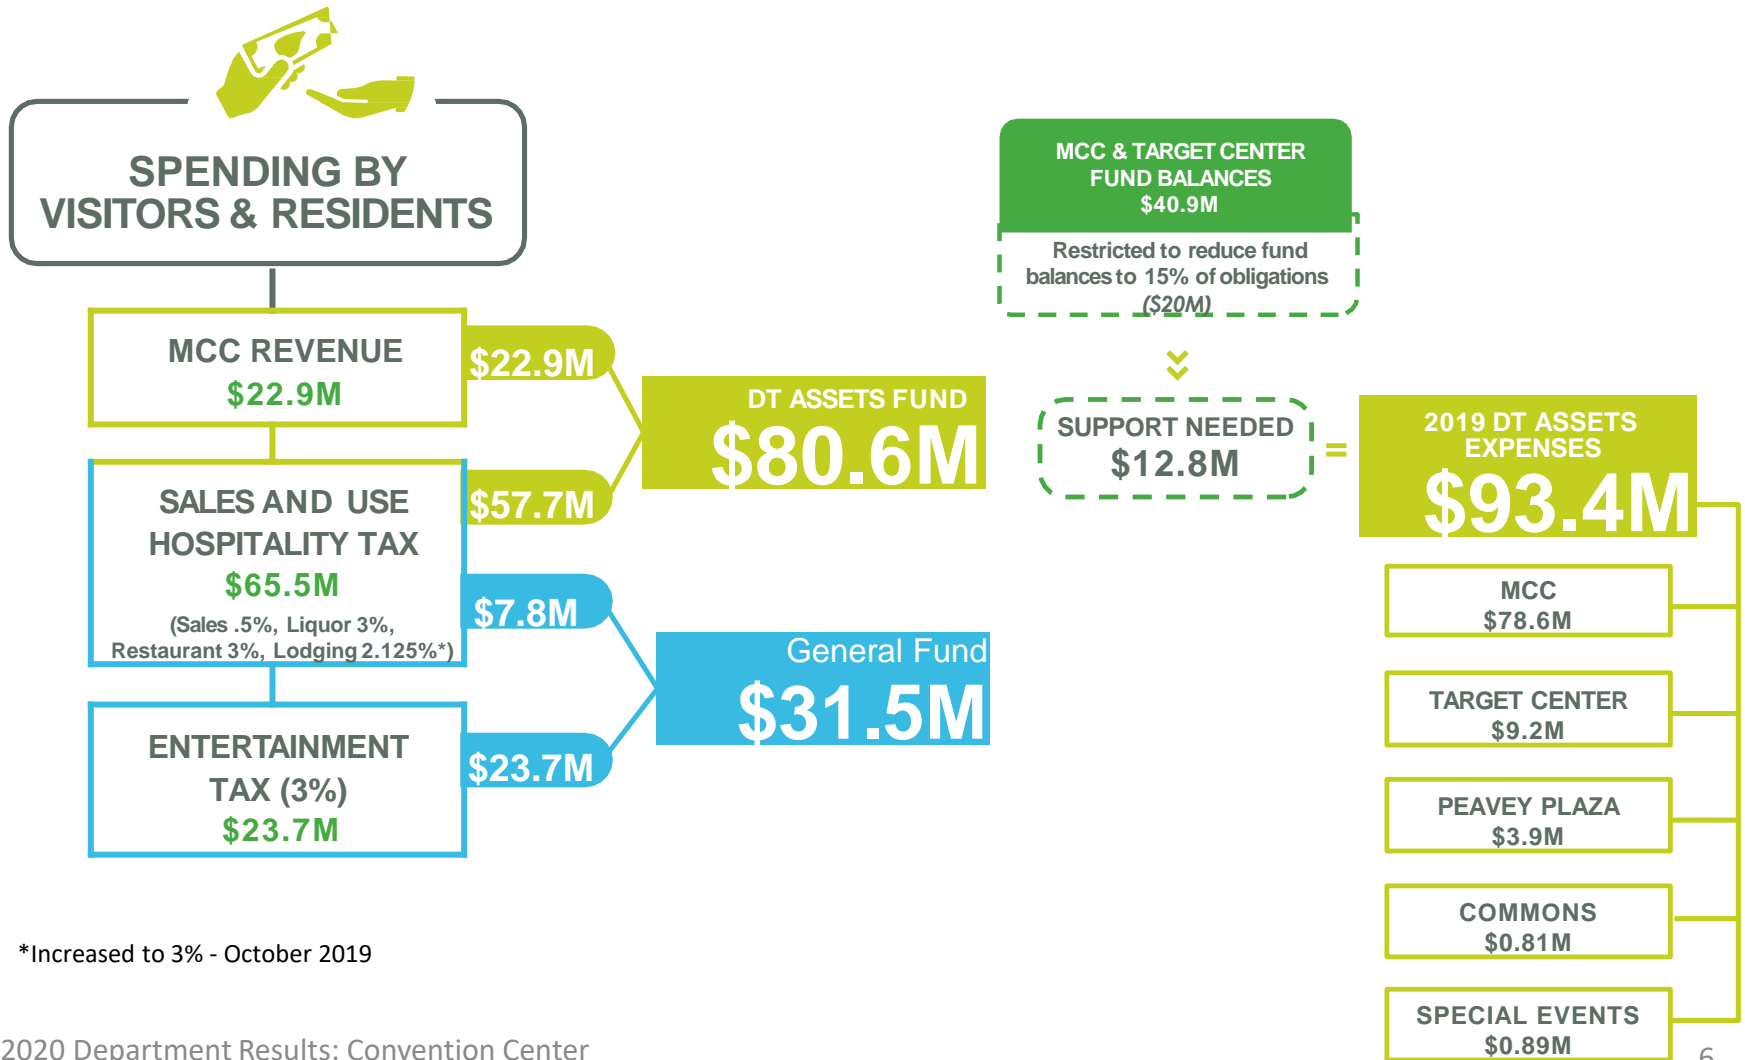 SPENDING BY
VISITORS & RESIDENTS
MCC REVENUE
$22.9M
$22.9M
SALES AND USE
HOSPITALITY TAX
$65.5M
(Sales .5%, Liquor 3%,
Restaurant 3%, Lodging 2.125%*)
$57.7M
$7.8M
ENTERTAINMENT
TAX (3%)
$23.7M
$23.7M
DT ASSETS FUND
$80.6M
General Fund
$31.5M
MCC & TARGET CENTER
FUND BALANCES
$40.9M
Restricted to reduce fund
balances to 15% of obligations
($20M)
SUPPORT NEEDED
$12.8M
=
2019 DT ASSETS
EXPENSES
$93.4M
MCC
$78.6M
TARGET CENTER
$9.2M
PEAVEY PLAZA
$3.9M
COMMONS
$0.81M
SPECIAL EVENTS
$0.89M
*Increased to 3% - October 2019
2020 Department Results: Convention Center
6